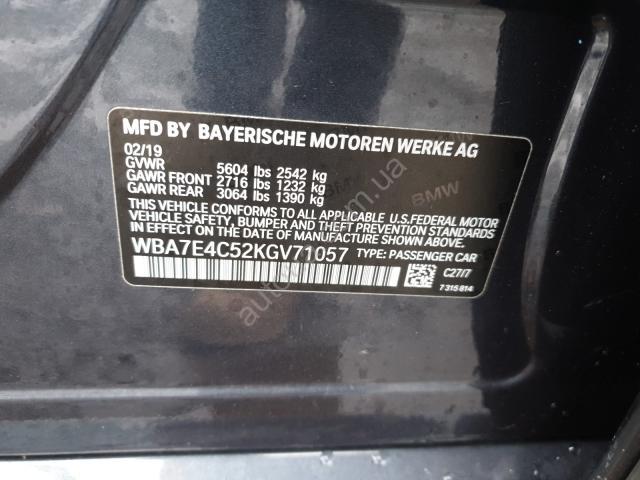 MFD BY BAYERISCHE MOTOREN WERKE AG
02/19
GVWR 5604 lbs 2542 kg
GAWR FRONT 2716 lbs 1232 kg
GAWR REAR 3064 lbs 1390 kg
THIS VEHICLE CONFORMS TO ALL APPLICABLE U.S.FEDERAL MOTOR
VEHICLE SAFETY, BUMPER AND THEFT PREVENTION STANDARDS
IN EFFECT ON THE DATE OF MANUFACTURE SHOWN ABOVE.
WBA7E4C52KGV71057 TYPE: PASSENGER CAR
C27/7
7 315 814
BMW